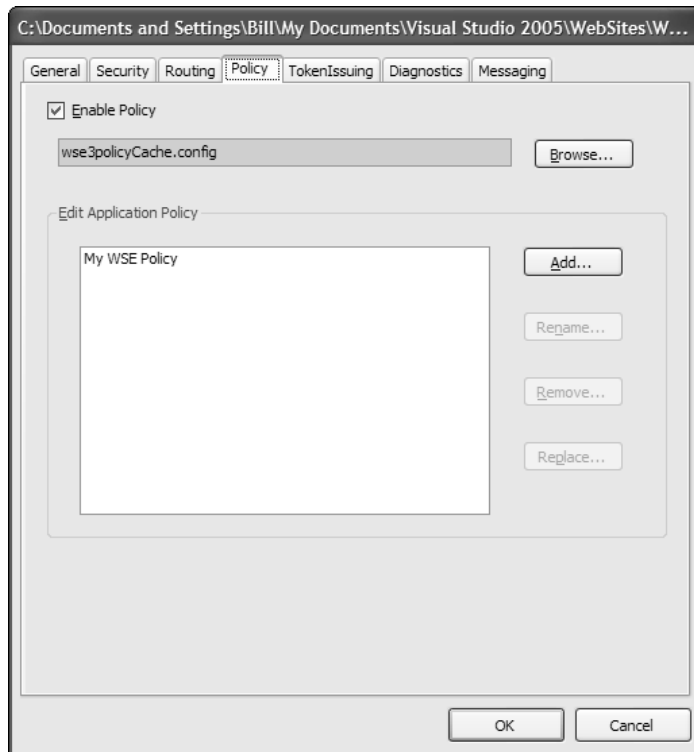 C:\Documents and Settings\Bill\My Documents\Visual Studio 2005\WebSites\W...
General Security Routing Policy TokenIssuing Diagnostics Messaging
Enable Policy
wse3policyCache.config Browse...
Edit Application Policy
My WSE Policy Add...
Rename...
Remove...
Replace...
OK Cancel